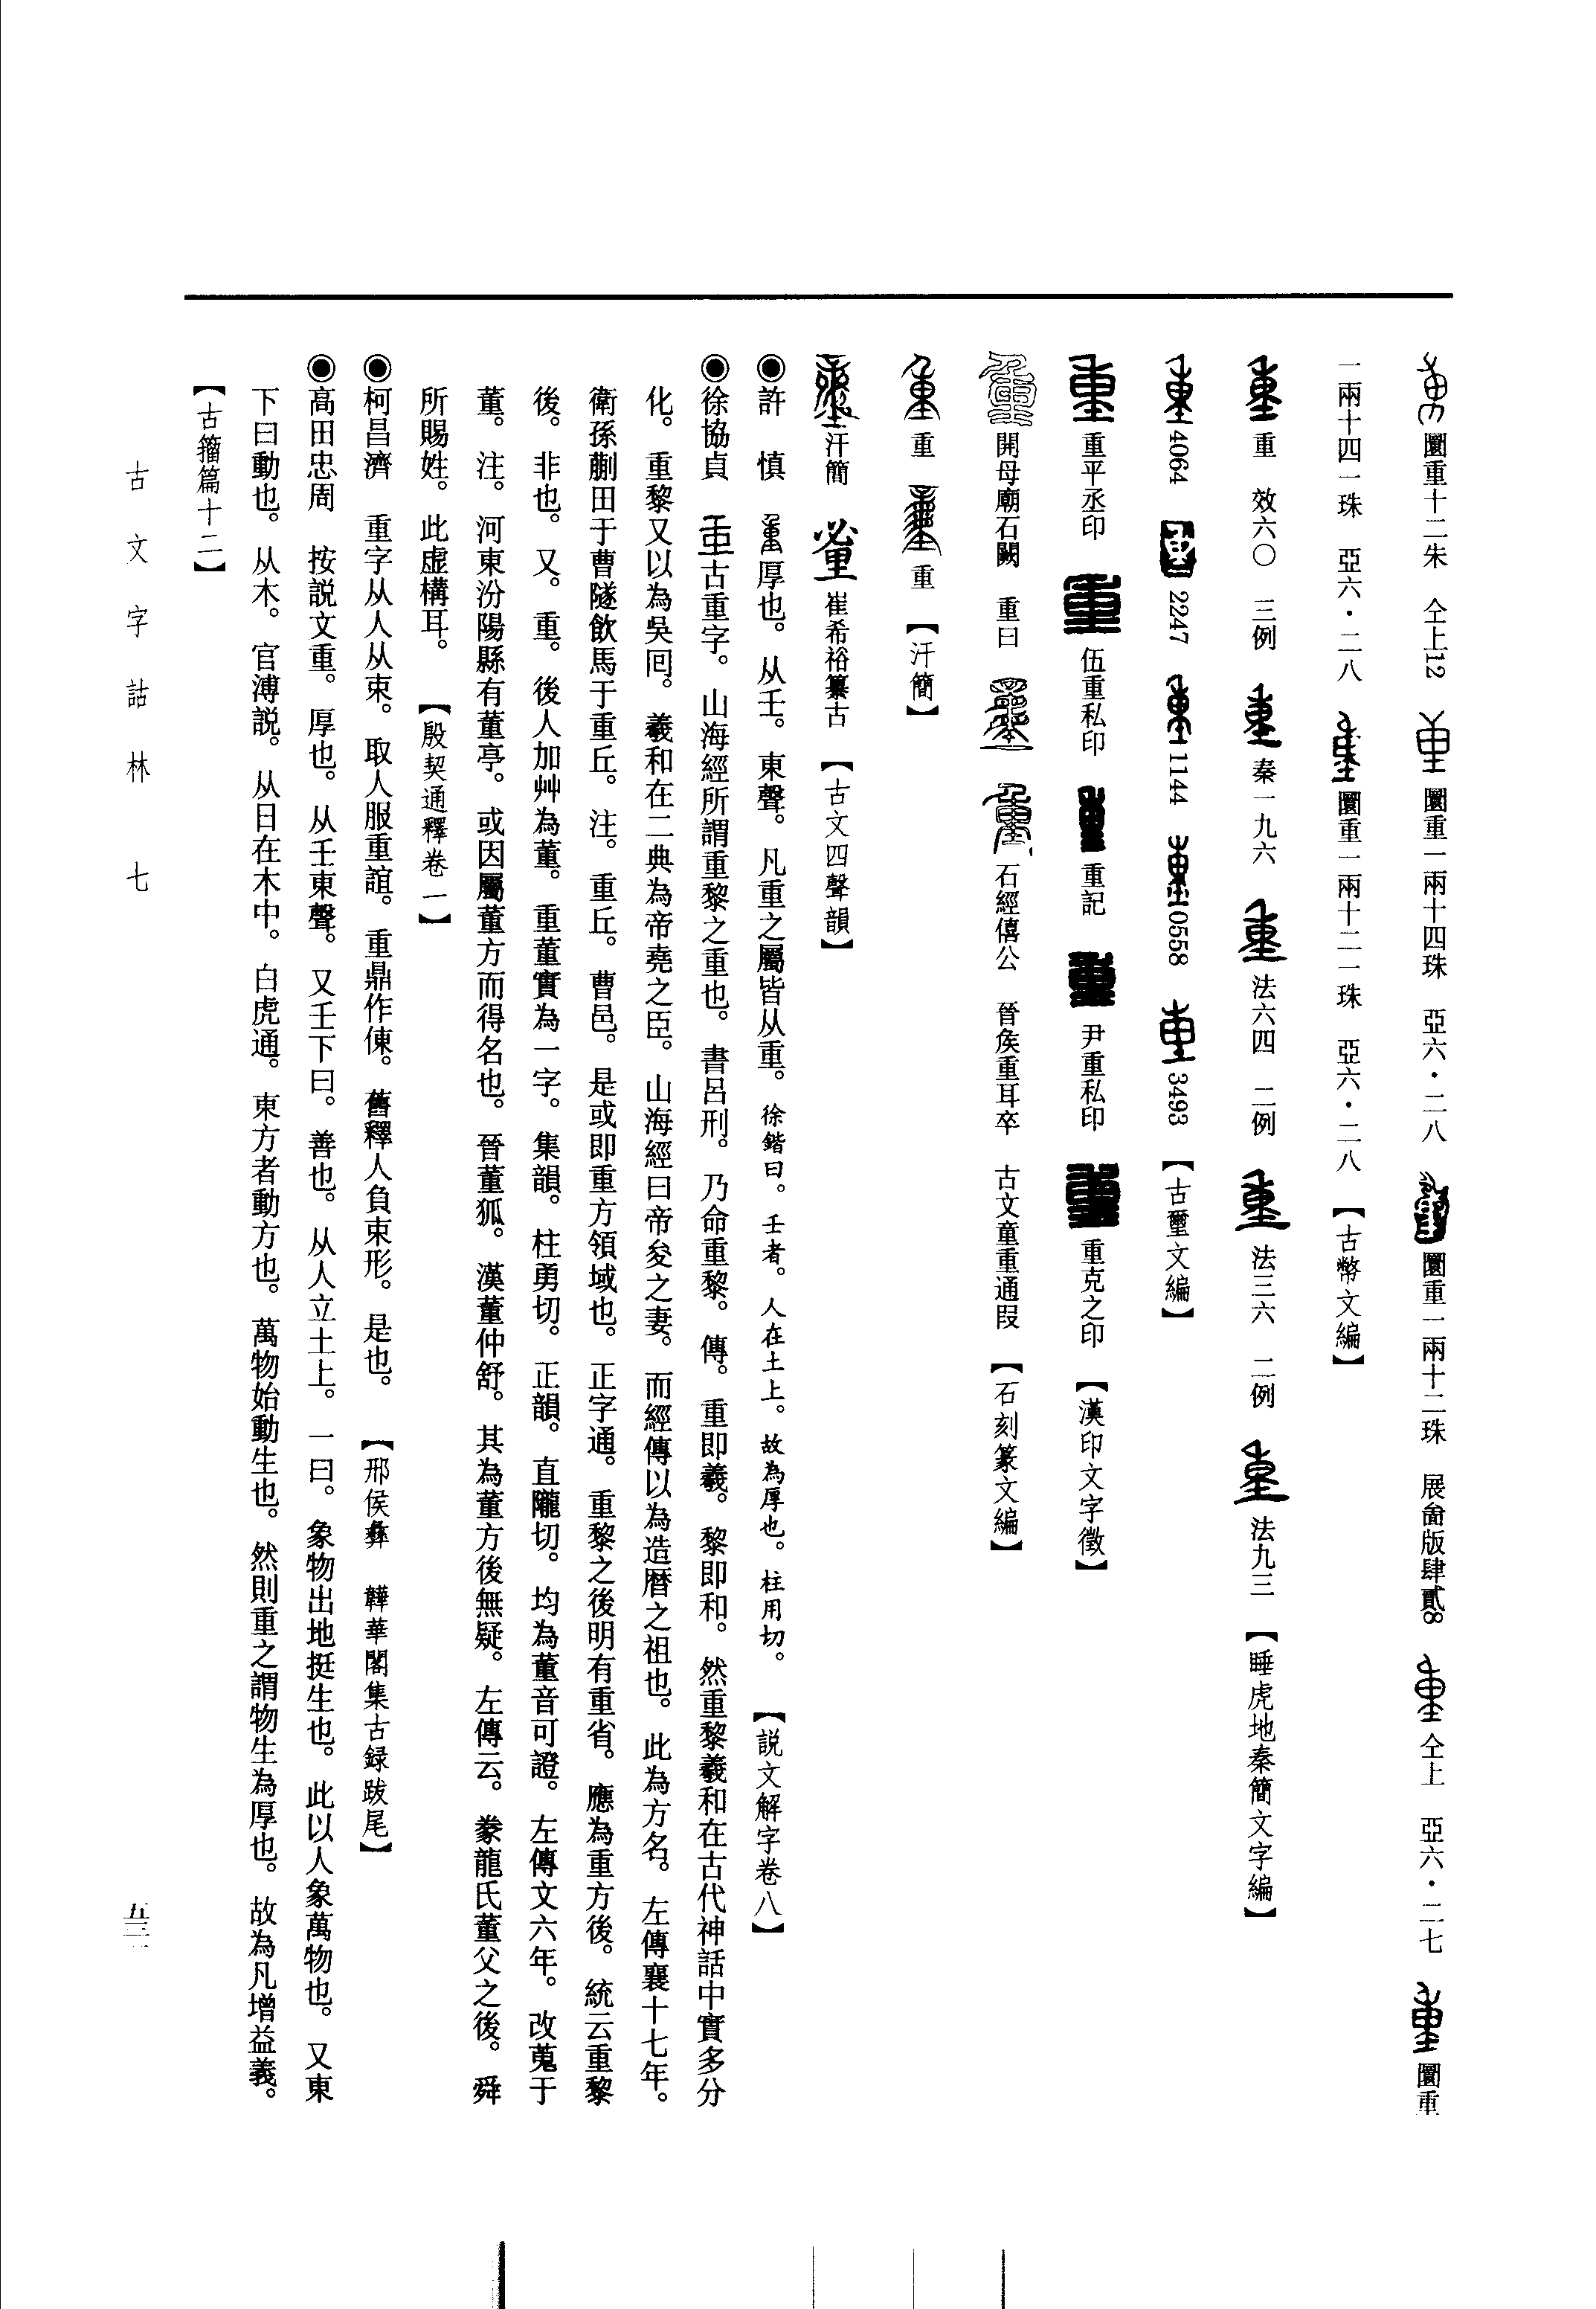 圜重十二朱　仝上12　圜重一兩十四珠　亞六·二八　圜重一兩十二珠　展啚版肆貳8　仝上　亞六·二七　圜重
一兩十四一珠　亞六·二八　圜重一兩十二一珠　亞六·二八【古幣文編】
重　效六〇　三例　秦一九六　法六四　二例　法三六　二例　法九三【睡虎地秦簡文字編】
4064　2247　1144　0558　3493【古璽文編】
重平丞印　伍重私印　重記　尹重私印　重克之印【漢印文字徵】
開母廟石闕　重曰　石經僖公　晉矦重耳卒　古文童重通叚【石刻篆文編】
重　重【汗簡】
汗簡　崔希裕纂古【古文四聲韻】
◉許　慎　厚也。从壬。東聲。凡重之屬皆从重。徐鍇曰。壬者。人在土上。故為厚也。柱用切。【説文解字卷八】
◉徐協貞　古重字。山海經所謂重黎之重也。書呂刑。乃命重黎。傳。重即羲。黎即和。然重黎羲和在古代神話中實多分
化。重黎又以為吳回。羲和在二典為帝堯之臣。山海經曰帝夋之妻。而經傳以為造曆之祖也。此為方名。左傳襄十七年。
衛孫蒯田于曹隧飲馬于重丘。注。重丘。曹邑。是或即重方領域也。正字通。重黎之後明有重省。應為重方後。統云重黎
後。非也。又。重。後人加艸為董。重董實為一字。集韻。柱勇切。正韻。直隴切。均為董音可證。左傳文六年。改蒐于
董。注。河東汾陽縣有董亭。或因屬董方而得名也。晉董狐。漢董仲舒。其為董方後無疑。左傳云。豢龍氏董父之後。舜
所賜姓。此虛構耳。【殷契通釋卷一】
◉柯昌濟　重字从人从東。取人服重誼。重鼎作倲。舊釋人負束形。是也。【邢侯彝　韡華閣集古録跋尾】
◉高田忠周　按説文重。厚也。从壬東聲。又壬下曰。善也。从人立土上。一曰。象物出地挺生也。此以人象萬物也。又東
下曰動也。从木。官溥説。从日在木中。白虎通。東方者動方也。萬物始動生也。然則重之謂物生為厚也。故為凡增益義。
【古籀篇十二】
古文字詁林　七